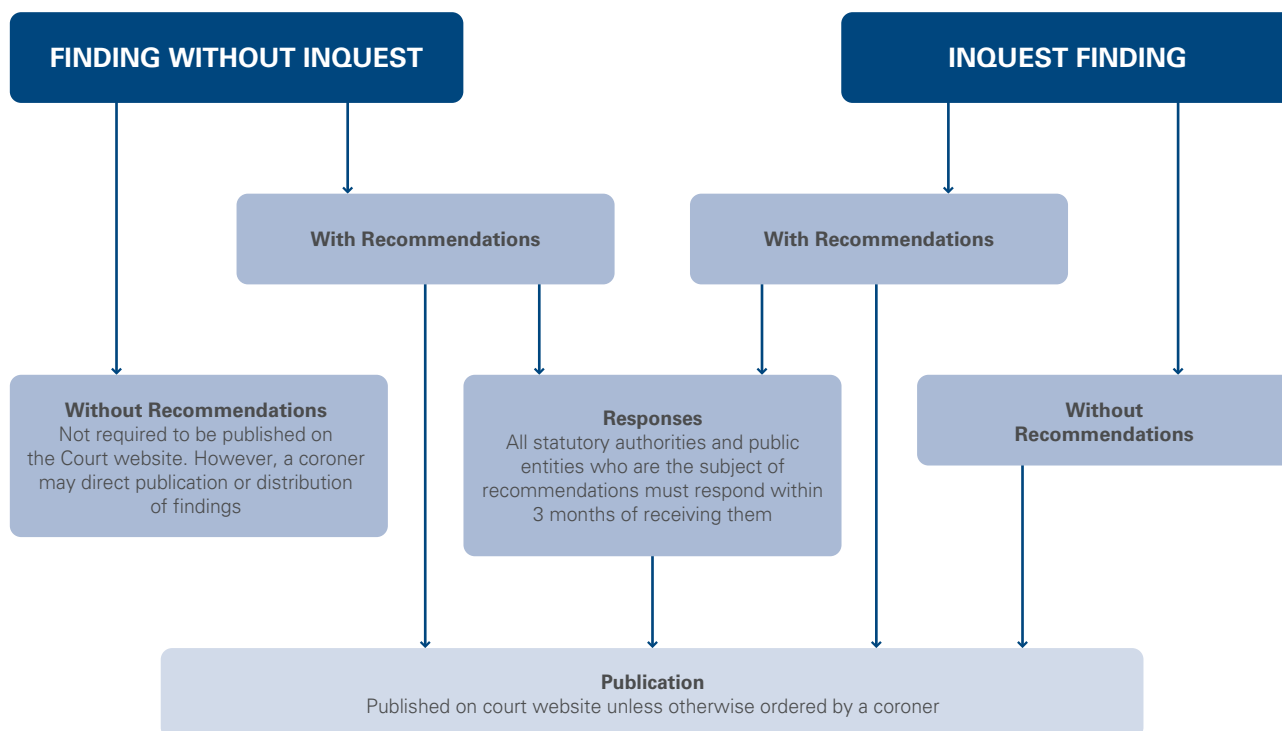 FINDING WITHOUT INQUEST
INQUEST FINDING
With Recommendations
With Recommendations
Without Recommendations
Not required to be published on
the Court website. However, a coroner
may direct publication or distribution
of findings
Responses
All statutory authorities and public
entities who are the subject of
recommendations must respond within
3 months of receiving them
Without
Recommendations
Publication
Published on court website unless otherwise ordered by a coroner